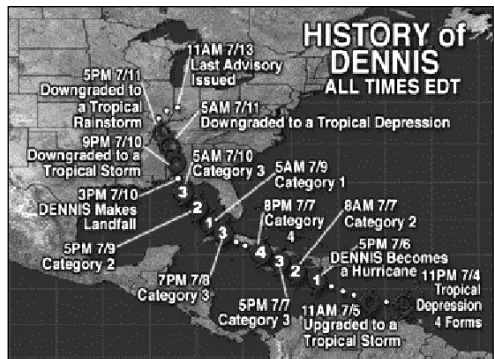 HISTORY of
DENNIS
ALL TIMES EDT
11AM 7/13
Last Advisory
Issued
5PM 7/11
Downgraded to
a Tropical
Rainstorm
5AM 7/11
Downgraded to a Tropical Depression
9PM 7/10
Downgraded to a
Tropical Storm
5AM 7/10
Category 3
5AM 7/9
Category 1
3PM 7/10
DENNIS Makes
Landfall
8PM 7/7
Category
4
8AM 7/7
Category 2
5PM 7/9
Category 2
5PM 7/6
DENNIS Becomes
a Hurricane
7PM 7/8
Category 3
5PM 7/7
Category 3
11AM 7/5
Upgraded to a
Tropical Storm
11PM 7/4
Tropical
Depression
4 Forms
3
2
1
3
4
3
2
1